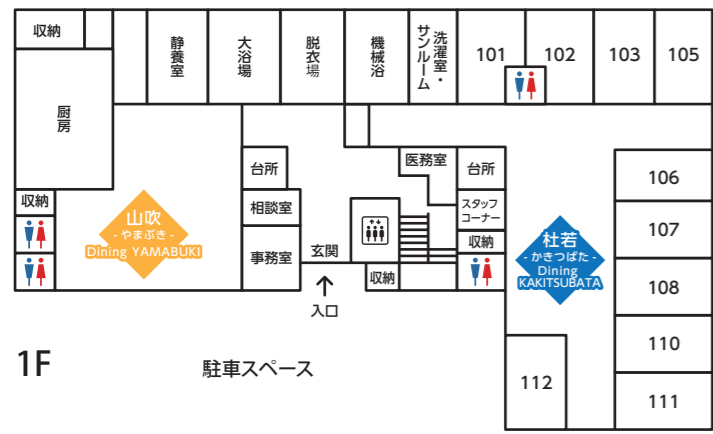 収納
静養室
大浴場
脱衣場
機械浴
洗濯室・
サンルーム
101
102
103
105
厨房
台所
医務室
台所
106
収納
相談室
スタッフ
コーナー
山吹
- やまぶき -
Dining YAMABUKI
事務室
玄関
収納
杜若
- かきつばた -
Dining
KAKITSUBATA
107
収納
108
入口
110
1F
駐車スペース
112
111